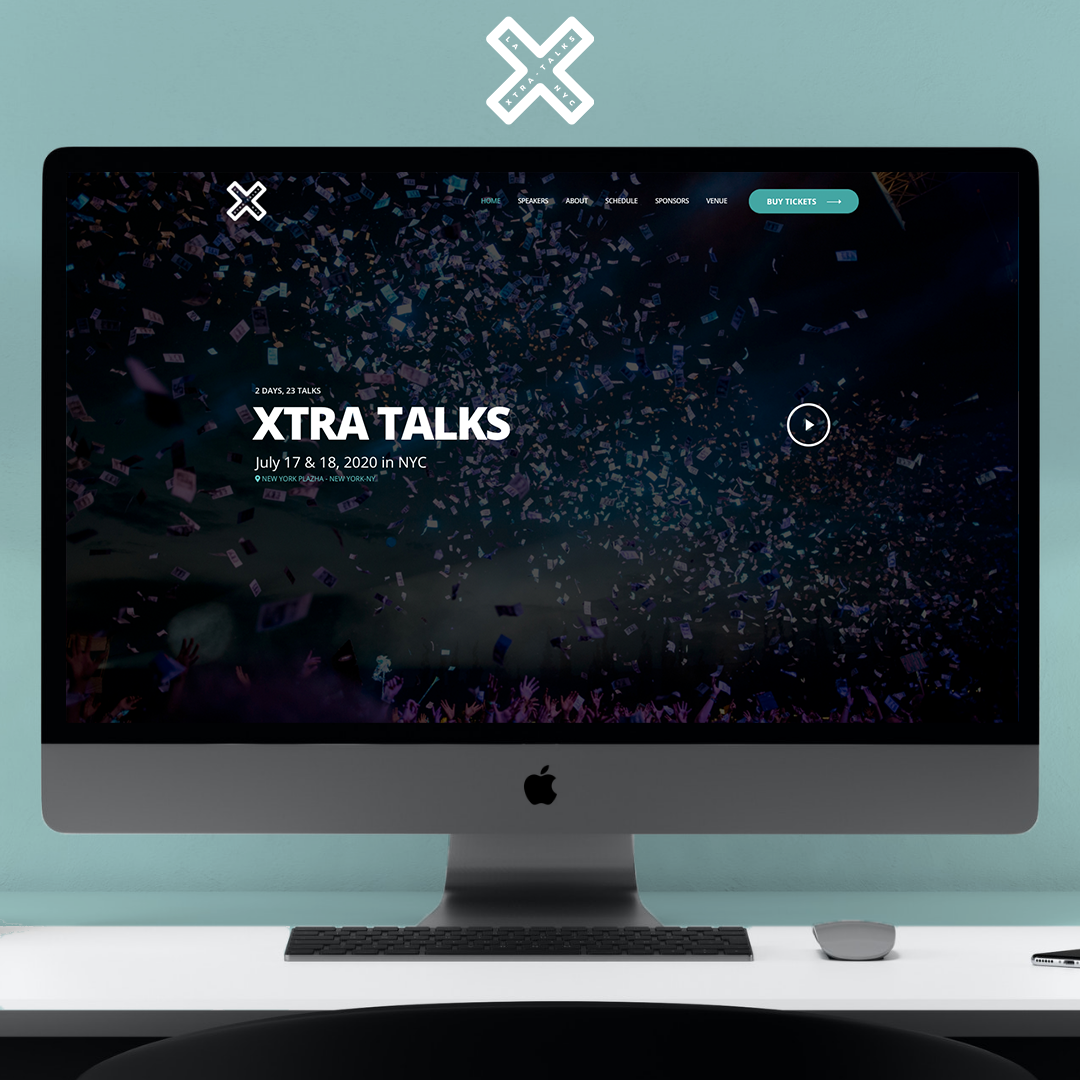 LA
XTRA-TALKS
NYC
HOME SPEAKERS ABOUT SCHEDULE SPONSORS VENUE BUY TICKETS
2 DAYS, 23 TALKS
XTRA TALKS
July 17 & 18, 2020 in NYC
NEW YORK PLAZHA - NEW YORK-NY.